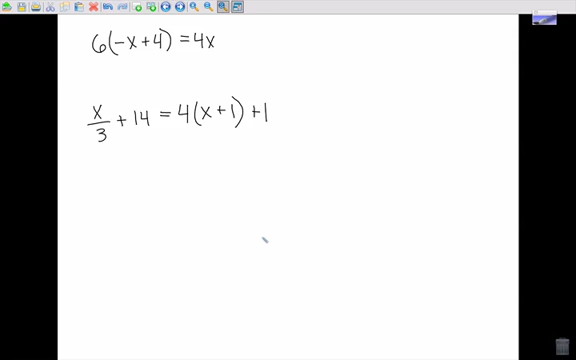 6(-x+4) = 4x
x/3 + 14 = 4(x+1) + 1